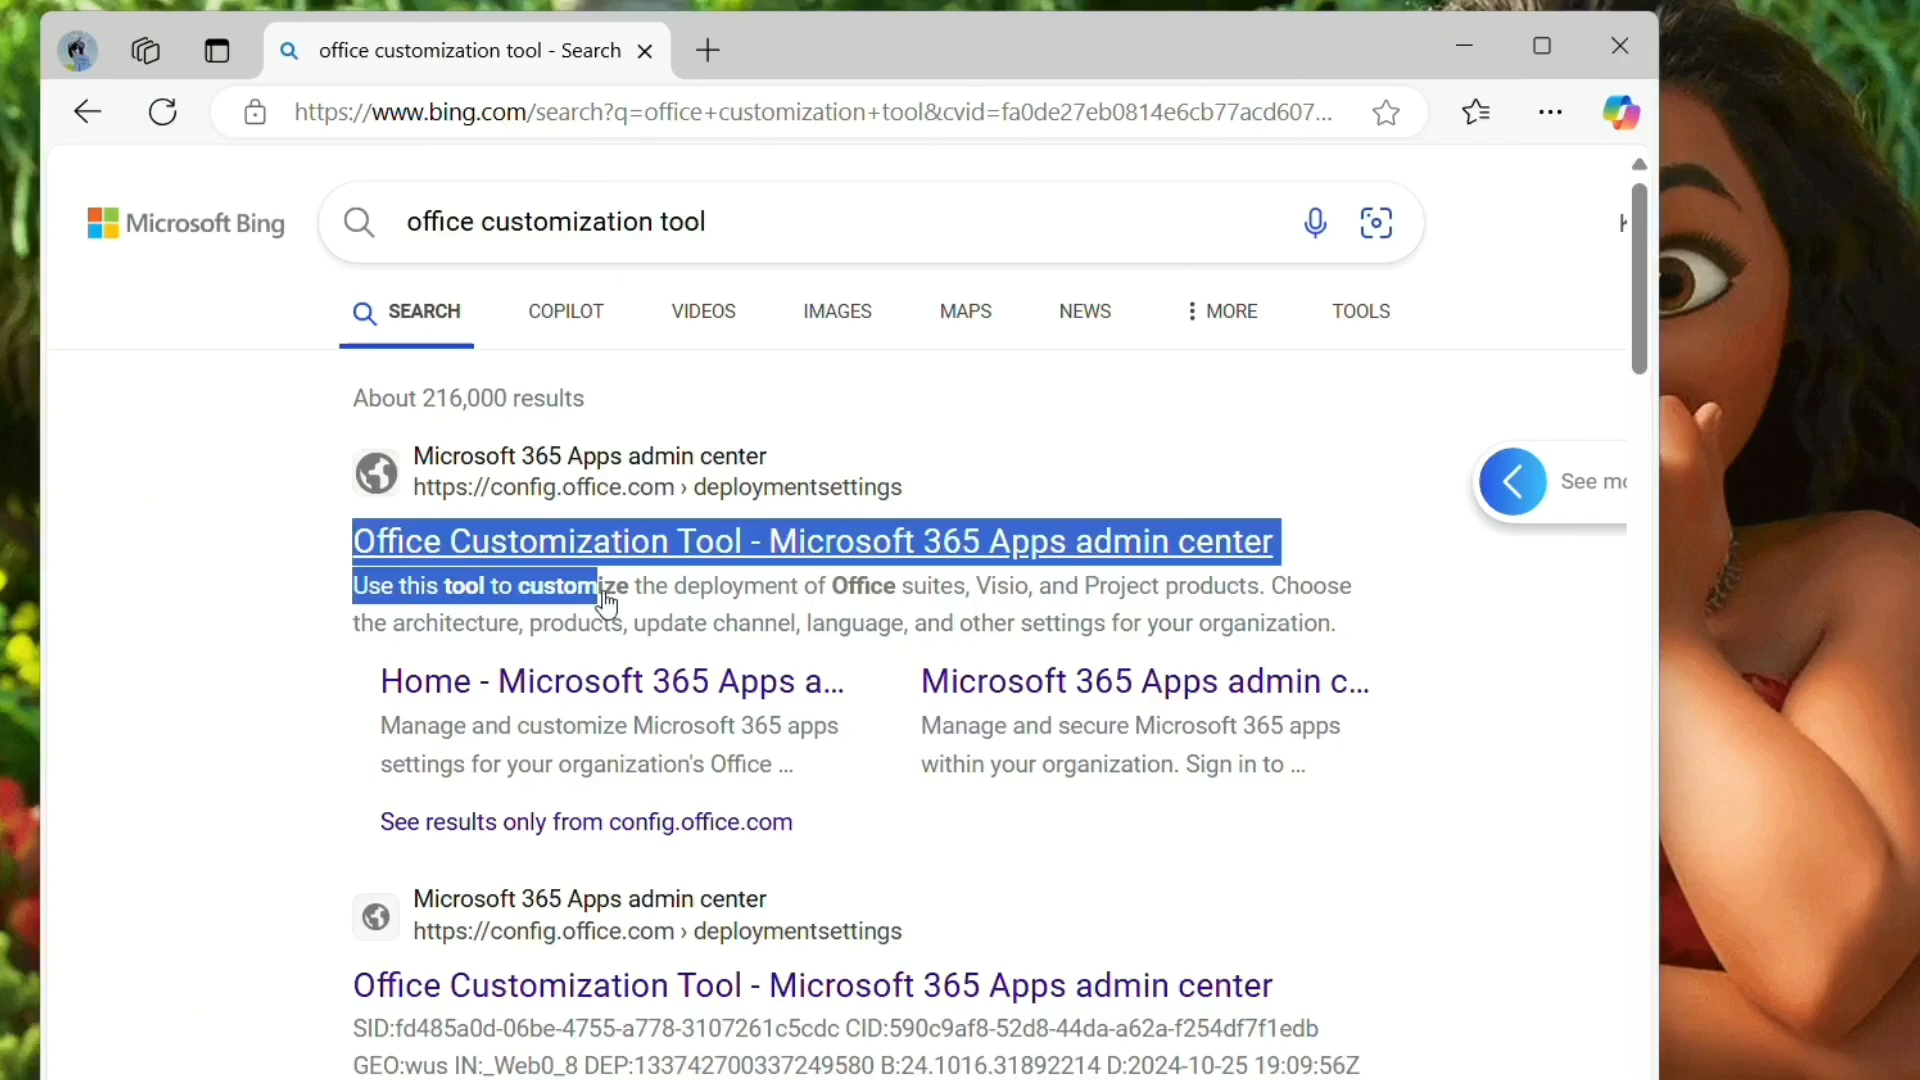 office customization tool - Search
https://www.bing.com/search?q=office+customization+tool&cvid=fa0de27eb0814e6cb77acd607...
Microsoft Bing
office customization tool
SEARCH COPILOT VIDEOS IMAGES MAPS NEWS MORE TOOLS
About 216,000 results
Microsoft 365 Apps admin center
https://config.office.com › deploymentsettings
See mo
Office Customization Tool - Microsoft 365 Apps admin center
Use this tool to customize the deployment of Office suites, Visio, and Project products. Choose
the architecture, products, update channel, language, and other settings for your organization.
Home - Microsoft 365 Apps a...
Manage and customize Microsoft 365 apps
settings for your organization's Office ...
Microsoft 365 Apps admin c...
Manage and secure Microsoft 365 apps
within your organization. Sign in to ...
See results only from config.office.com
Microsoft 365 Apps admin center
https://config.office.com › deploymentsettings
Office Customization Tool - Microsoft 365 Apps admin center
SID:fd485a0d-06be-4755-a778-3107261c5cdc CID:590c9af8-52d8-44da-a62a-f254df7f1edb
GEO:wus IN:_Web0_8 DEP:133742700337249580 B:24.1016.31892214 D:2024-10-25 19:09:56Z